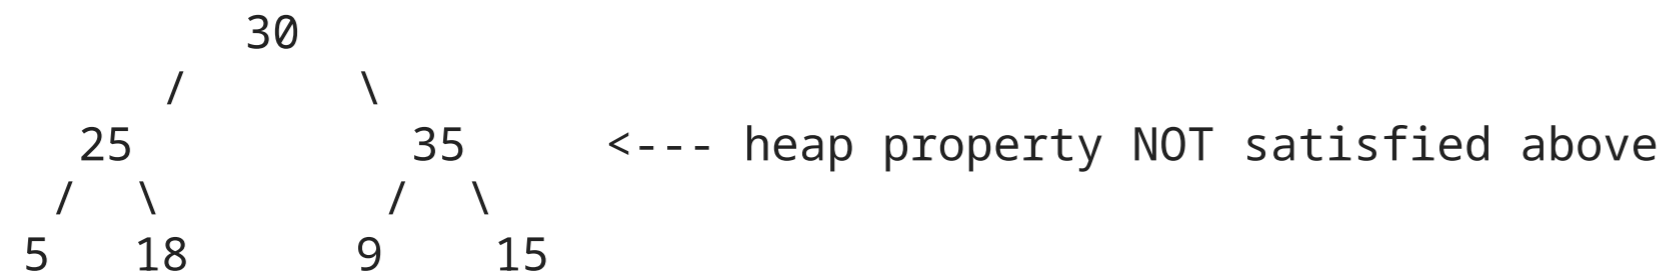 30
/ \
25 35 <--- heap property NOT satisfied above
/ \ / \
5 18 9 15